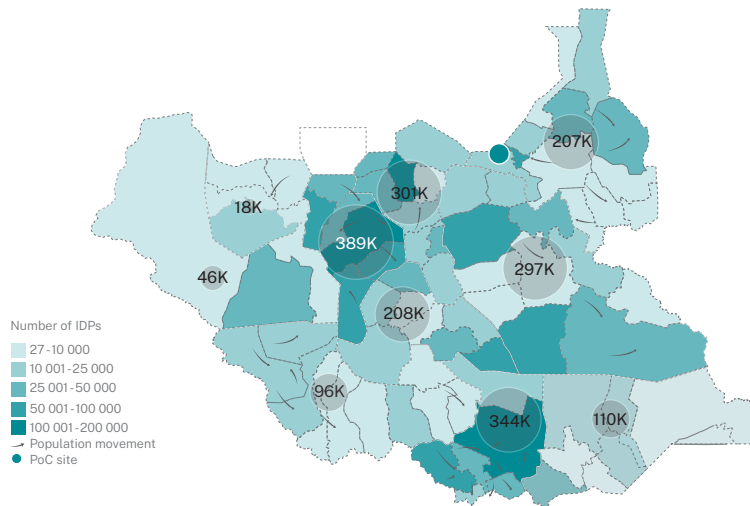 207K
301K
18K
389K
297K
46K
208K
96K
344K
110K
Number of IDPs
27-10 000
10 001-25 000
25 001-50 000
50 001-100 000
100 001-200 000
Population movement
PoC site